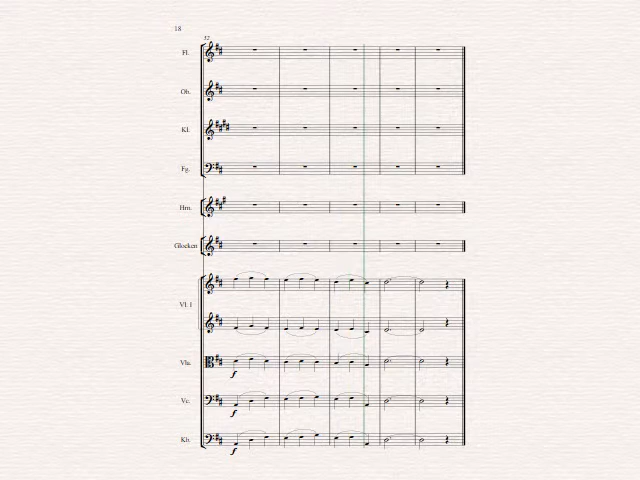 18
52
Fl.
Ob.
Kl.
Fg.
Hrn.
Glocken
Vl. I
Vla.
f
Vc.
f
Kb.
f